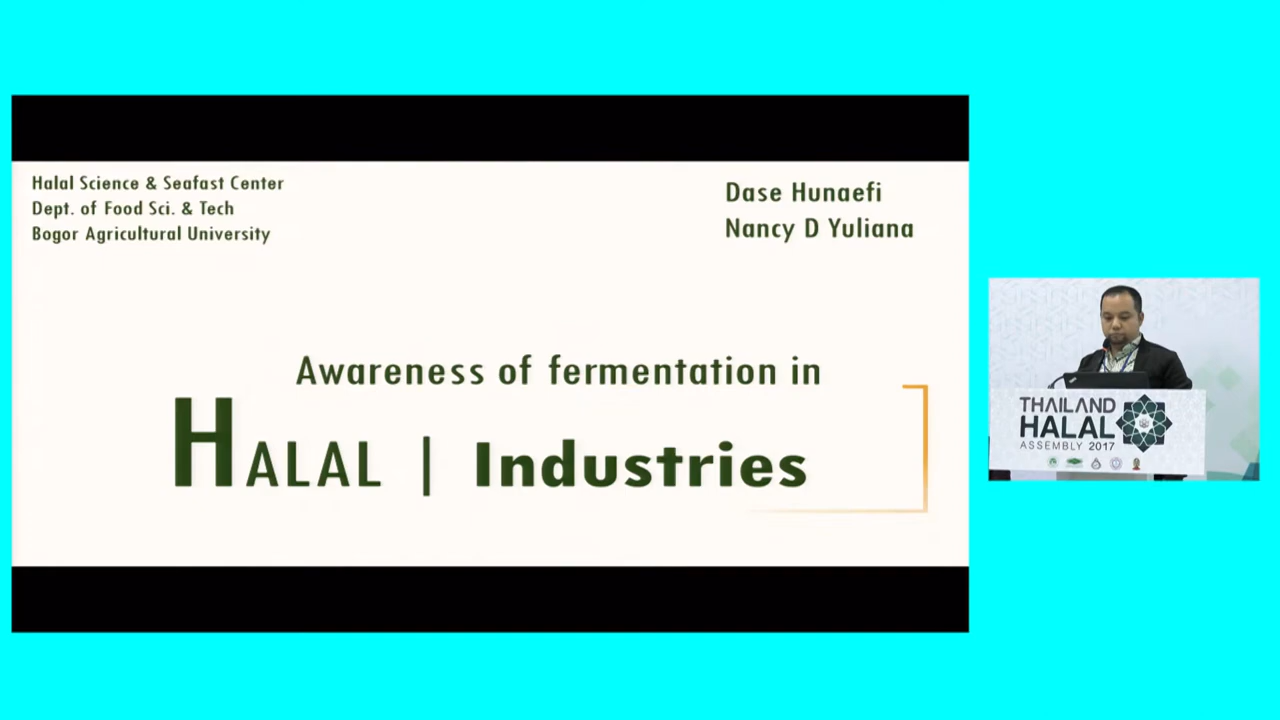 Halal Science & Seafast Center
Dept. of Food Sci. & Tech
Bogor Agricultural University
Dase Hunaefi
Nancy D Yuliana
Awareness of fermentation in
HALAL | Industries
THAILAND
HALAL
ASSEMBLY 2017